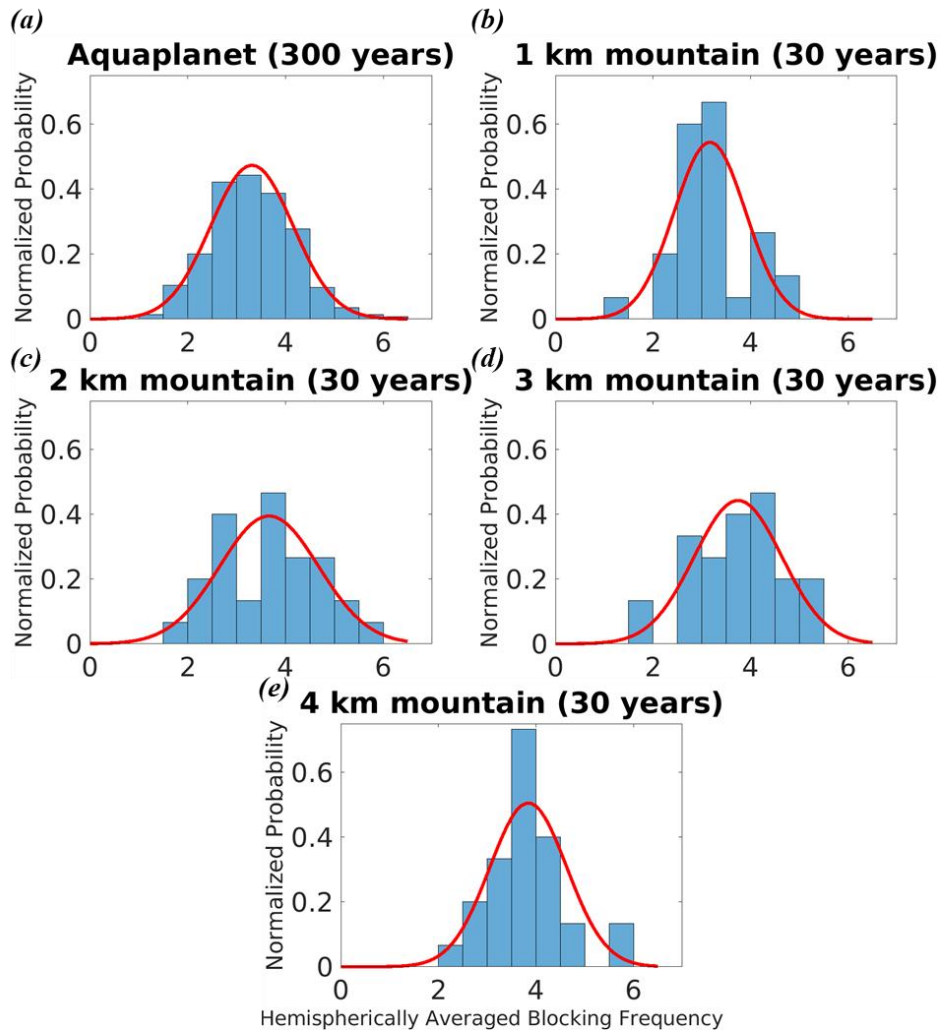 (a)
Aquaplanet (300 years)
Normalized Probability
0.6
0.4
0.2
0
0 2 4 6
(b)
1 km mountain (30 years)
Normalized Probability
0.6
0.4
0.2
0
0 2 4 6
(c)
2 km mountain (30 years)
Normalized Probability
0.6
0.4
0.2
0
0 2 4 6
(d)
3 km mountain (30 years)
Normalized Probability
0.6
0.4
0.2
0
0 2 4 6
(e)
4 km mountain (30 years)
Normalized Probability
0.6
0.4
0.2
0
0 2 4 6
Hemispherically Averaged Blocking Frequency